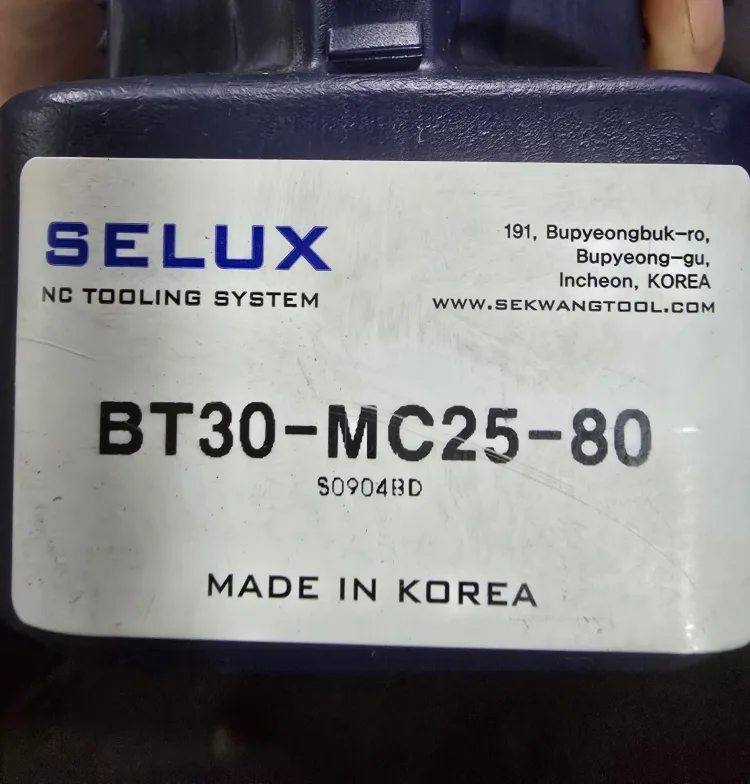 SELUX
NC TOOLING SYSTEM
191, Bupyeongbuk-ro,
Bupyeong-gu,
Incheon, KOREA
WWW.SEKWANGTOOL.COM
BT30-MC25-80
S0904BD
MADE IN KOREA